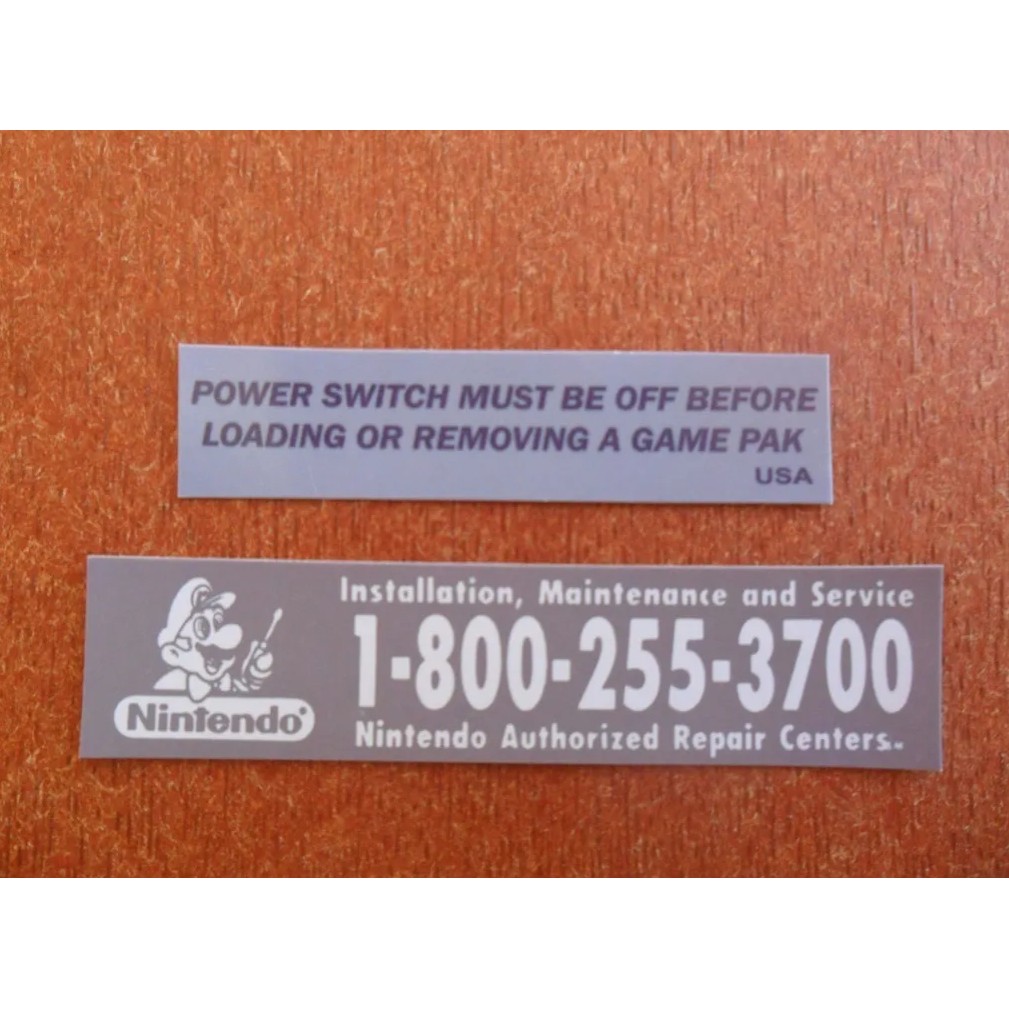 POWER SWITCH MUST BE OFF BEFORE
LOADING OR REMOVING A GAME PAK
USA
Installation, Maintenance and Service
1-800-255-3700
Nintendo®
Nintendo Authorized Repair Centers